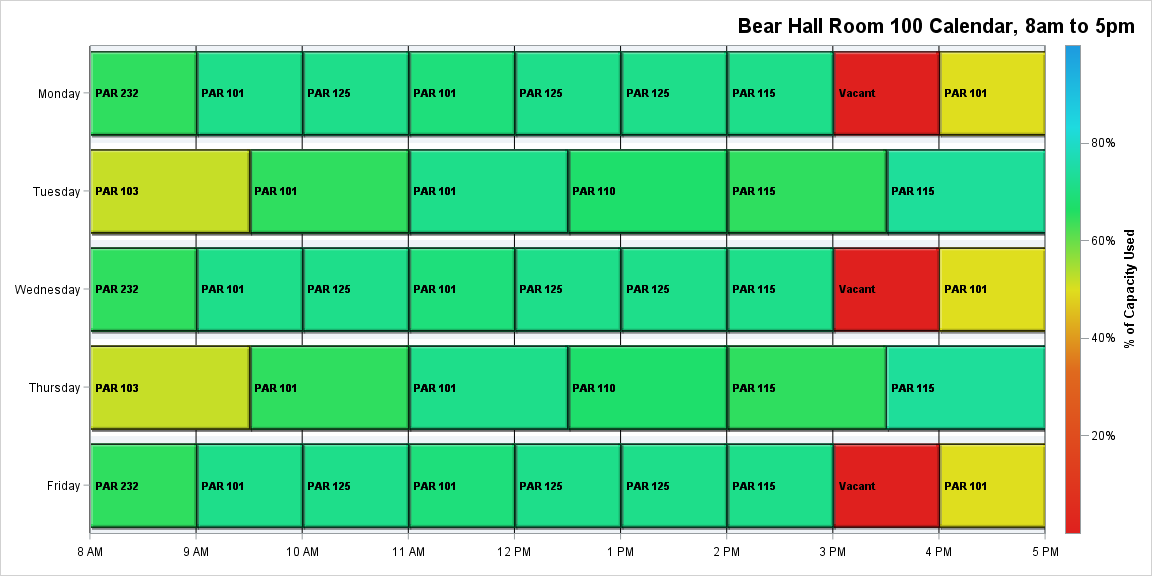 Bear Hall Room 100 Calendar, 8am to 5pm
Monday
PAR 232
PAR 101
PAR 125
PAR 101
PAR 125
PAR 125
PAR 115
Vacant
PAR 101
Tuesday
PAR 103
PAR 101
PAR 101
PAR 110
PAR 115
PAR 115
Wednesday
PAR 232
PAR 101
PAR 125
PAR 101
PAR 125
PAR 125
PAR 115
Vacant
PAR 101
Thursday
PAR 103
PAR 101
PAR 101
PAR 110
PAR 115
PAR 115
Friday
PAR 232
PAR 101
PAR 125
PAR 101
PAR 125
PAR 125
PAR 115
Vacant
PAR 101
8 AM
9 AM
10 AM
11 AM
12 PM
1 PM
2 PM
3 PM
4 PM
5 PM
80%
60%
40%
20%
% of Capacity Used